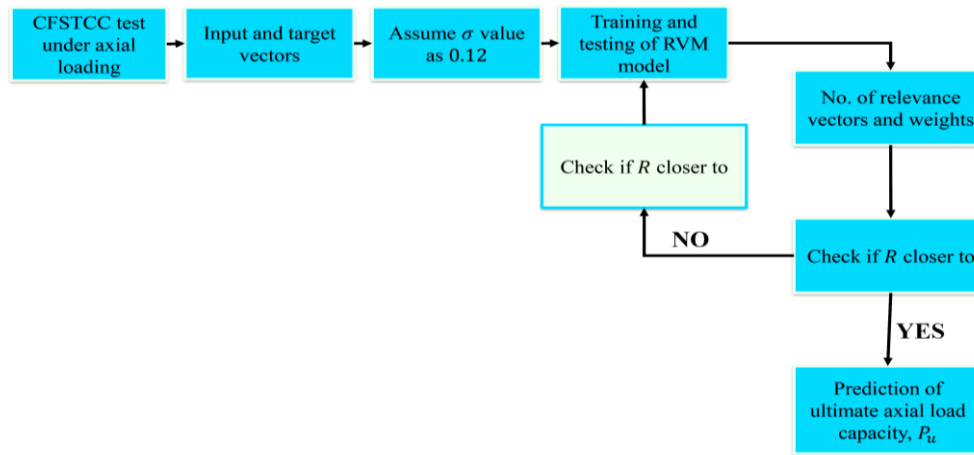 CFSTCC test
under axial
loading
Input and target
vectors
Assume σ value
as 0.12
Training and
testing of RVM
model
No. of relevance
vectors and weights
Check if R closer to
NO
Check if R closer to
YES
Prediction of
ultimate axial load
capacity, Pᵤ